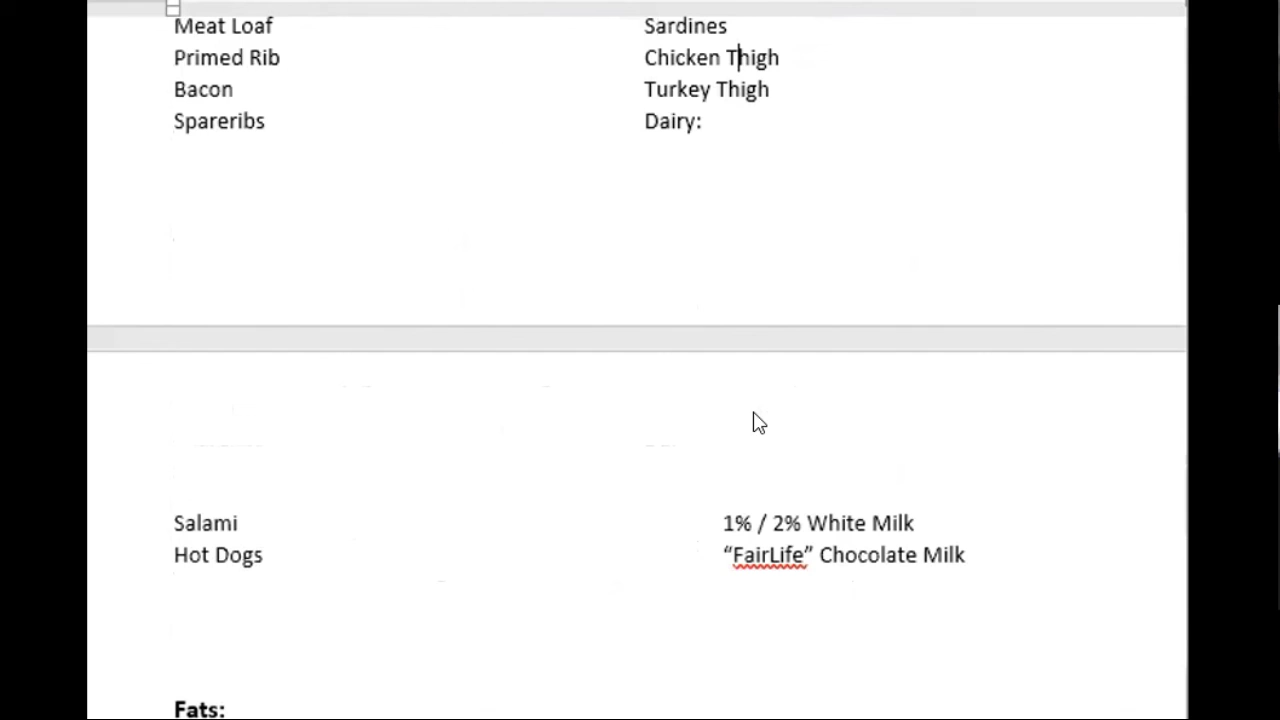 Meat Loaf
Primed Rib
Bacon
Spareribs
Sardines
Chicken Thigh
Turkey Thigh
Dairy:
Salami
Hot Dogs
1% / 2% White Milk
“FairLife” Chocolate Milk
Fats: